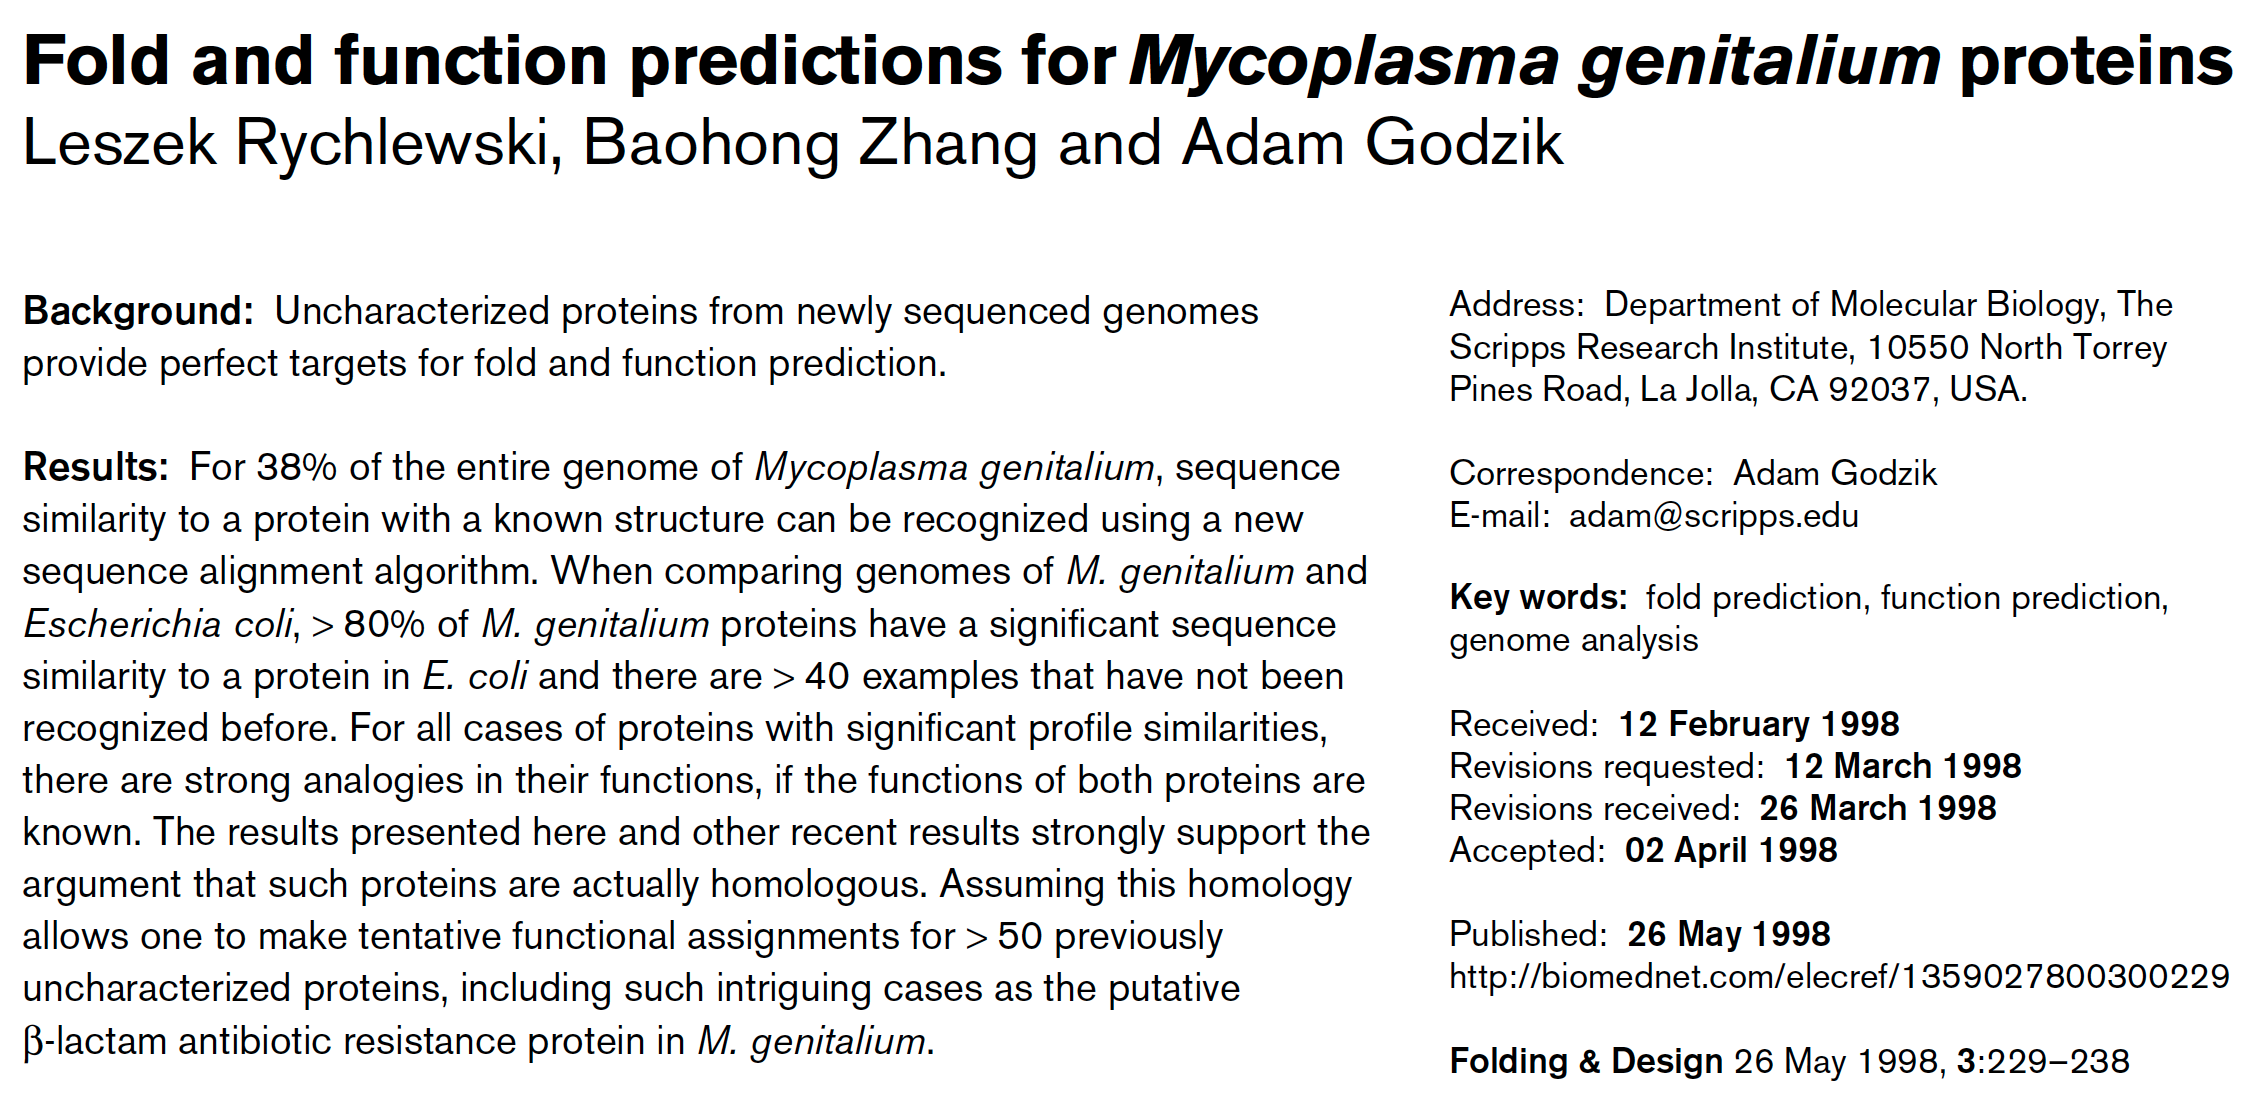 Fold and function predictions for Mycoplasma genitalium proteins
Leszek Rychlewski, Baohong Zhang and Adam Godzik
Background: Uncharacterized proteins from newly sequenced genomes
provide perfect targets for fold and function prediction.
Results: For 38% of the entire genome of Mycoplasma genitalium, sequence
similarity to a protein with a known structure can be recognized using a new
sequence alignment algorithm. When comparing genomes of M. genitalium and
Escherichia coli, > 80% of M. genitalium proteins have a significant sequence
similarity to a protein in E. coli and there are > 40 examples that have not been
recognized before. For all cases of proteins with significant profile similarities,
there are strong analogies in their functions, if the functions of both proteins are
known. The results presented here and other recent results strongly support the
argument that such proteins are actually homologous. Assuming this homology
allows one to make tentative functional assignments for > 50 previously
uncharacterized proteins, including such intriguing cases as the putative
β-lactam antibiotic resistance protein in M. genitalium.
Address: Department of Molecular Biology, The
Scripps Research Institute, 10550 North Torrey
Pines Road, La Jolla, CA 92037, USA.
Correspondence: Adam Godzik
E-mail: adam@scripps.edu
Key words: fold prediction, function prediction,
genome analysis
Received: 12 February 1998
Revisions requested: 12 March 1998
Revisions received: 26 March 1998
Accepted: 02 April 1998
Published: 26 May 1998
http://biomednet.com/elecref/1359027800300229
Folding & Design 26 May 1998, 3:229–238